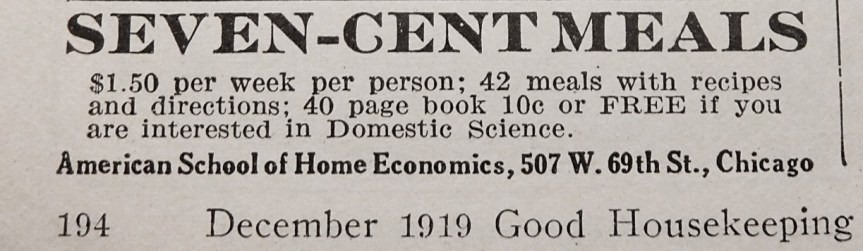 SEVEN-CENT MEALS
$1.50 per week per person; 42 meals with recipes
and directions; 40 page book 10c or FREE if you
are interested in Domestic Science.
American School of Home Economics, 507 W. 69th St., Chicago
194 December 1919 Good Housekeeping